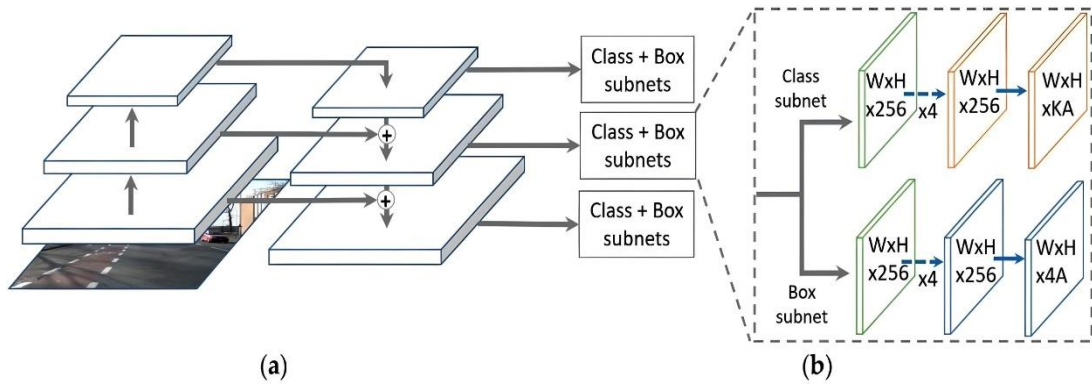 Class + Box
subnets
+
Class + Box
subnets
+
Class + Box
subnets
Class
subnet
WxH
x256
x4
WxH
x256
WxH
xKA
Box
subnet
WxH
x256
x4
WxH
x256
WxH
x4A
(a)
(b)